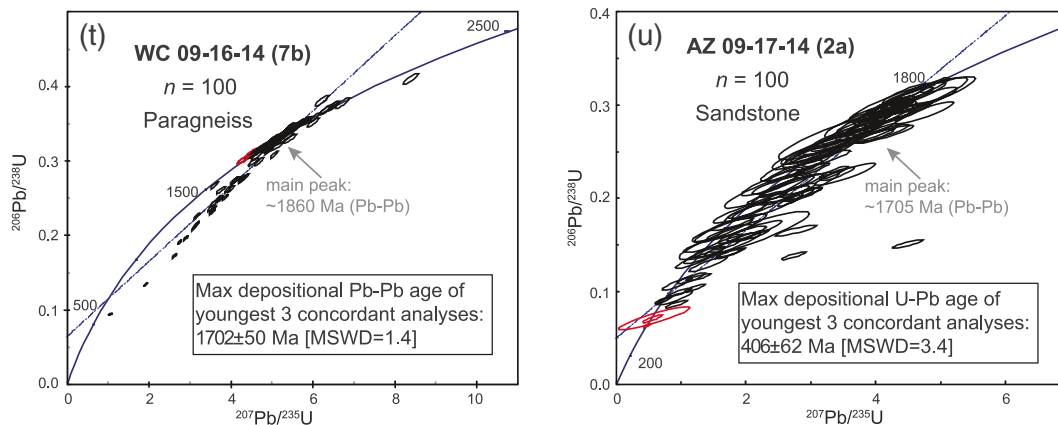 (t)
WC 09-16-14 (7b)
n = 100
Paragneiss
2500
1500
500
main peak:
~1860 Ma (Pb-Pb)
Max depositional Pb-Pb age of
youngest 3 concordant analyses:
1702±50 Ma [MSWD=1.4]
0.4
0.3
0.2
0.1
0.0
0
2
4
6
8
10
206Pb/238U
207Pb/235U
(u)
AZ 09-17-14 (2a)
n = 100
Sandstone
1800
200
main peak:
~1705 Ma (Pb-Pb)
Max depositional U-Pb age of
youngest 3 concordant analyses:
406±62 Ma [MSWD=3.4]
0.4
0.3
0.2
0.1
0.0
0
2
4
6
206Pb/238U
207Pb/235U